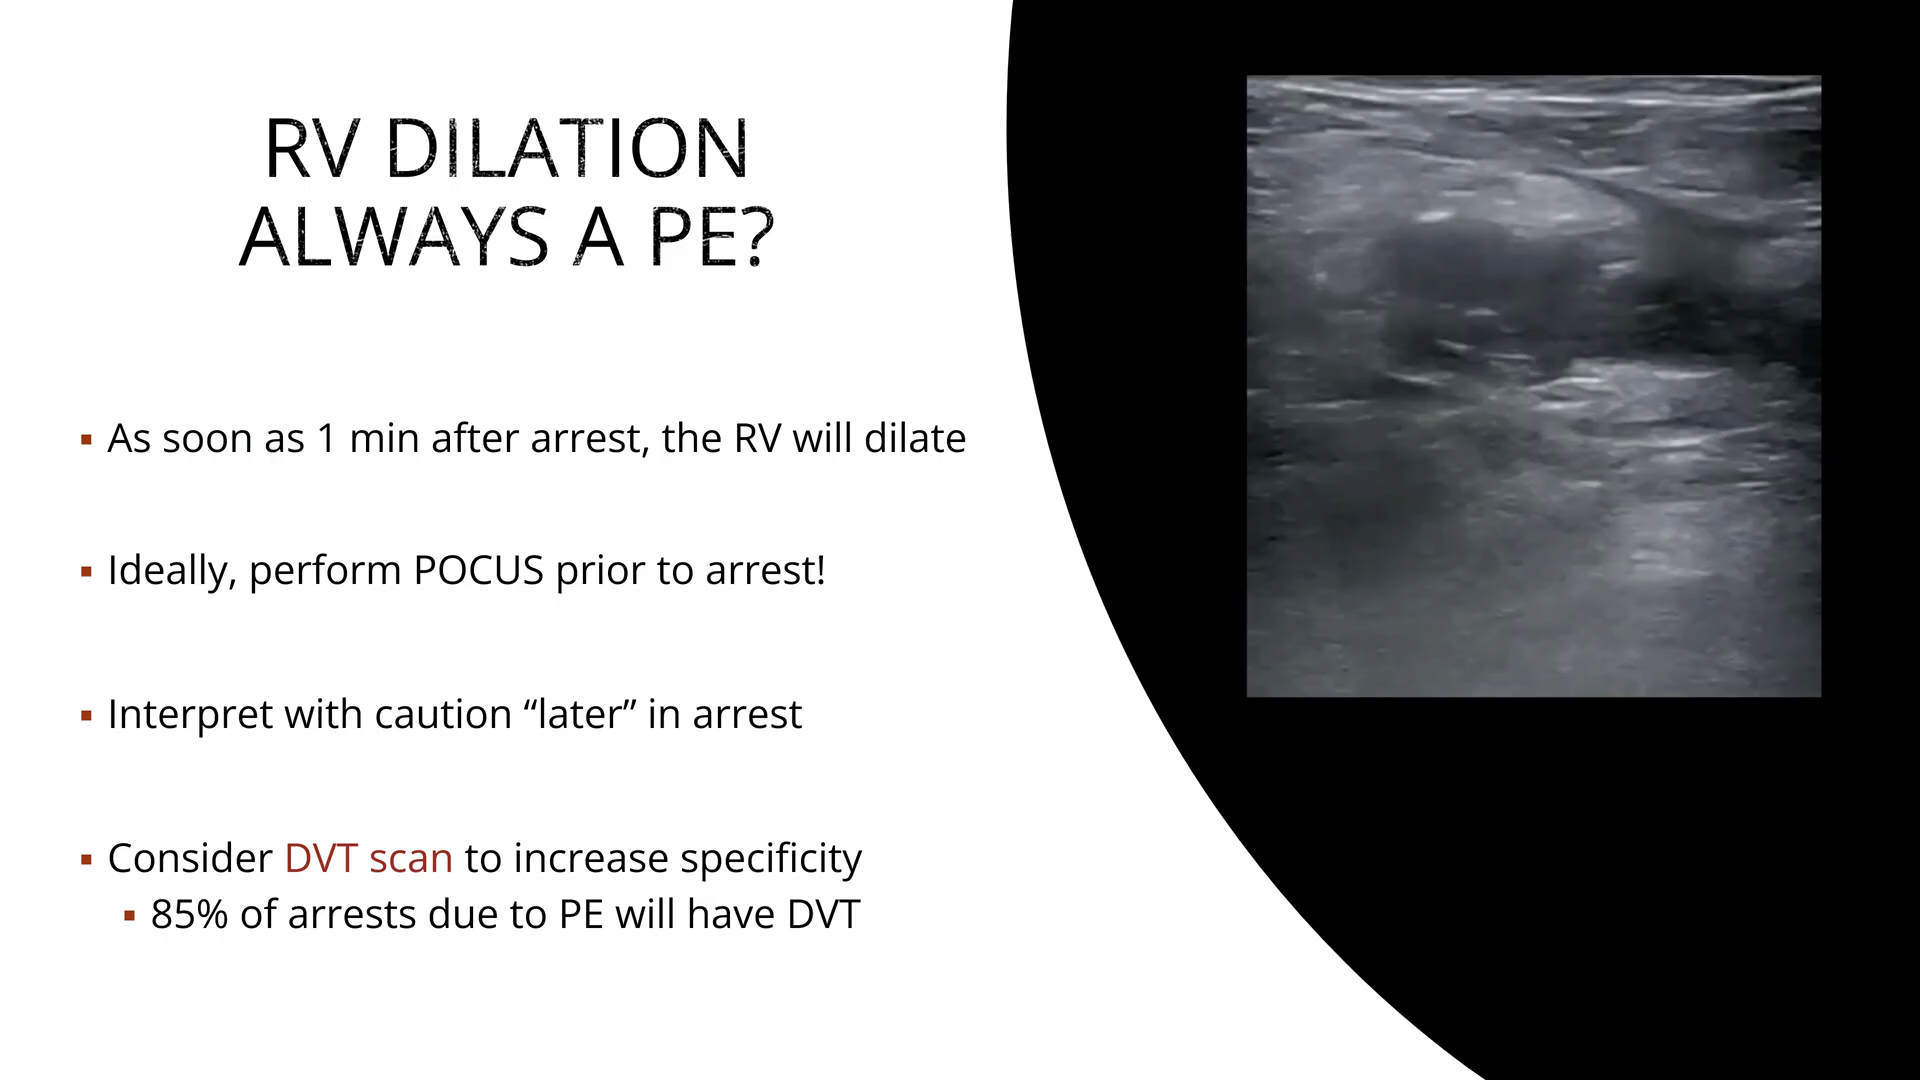 RV DILATION
ALWAYS A PE?
▪ As soon as 1 min after arrest, the RV will dilate
▪ Ideally, perform POCUS prior to arrest!
▪ Interpret with caution “later” in arrest
▪ Consider DVT scan to increase specificity
▪ 85% of arrests due to PE will have DVT